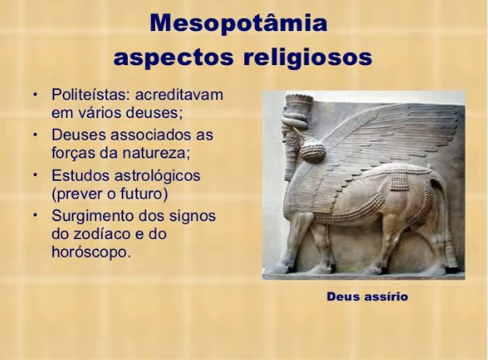 Mesopotâmia
aspectos religiosos
• Politeístas: acreditavam
em vários deuses;
• Deuses associados as
forças da natureza;
• Estudos astrológicos
(prever o futuro)
• Surgimento dos signos
do zodíaco e do
horóscopo.
Deus assírio